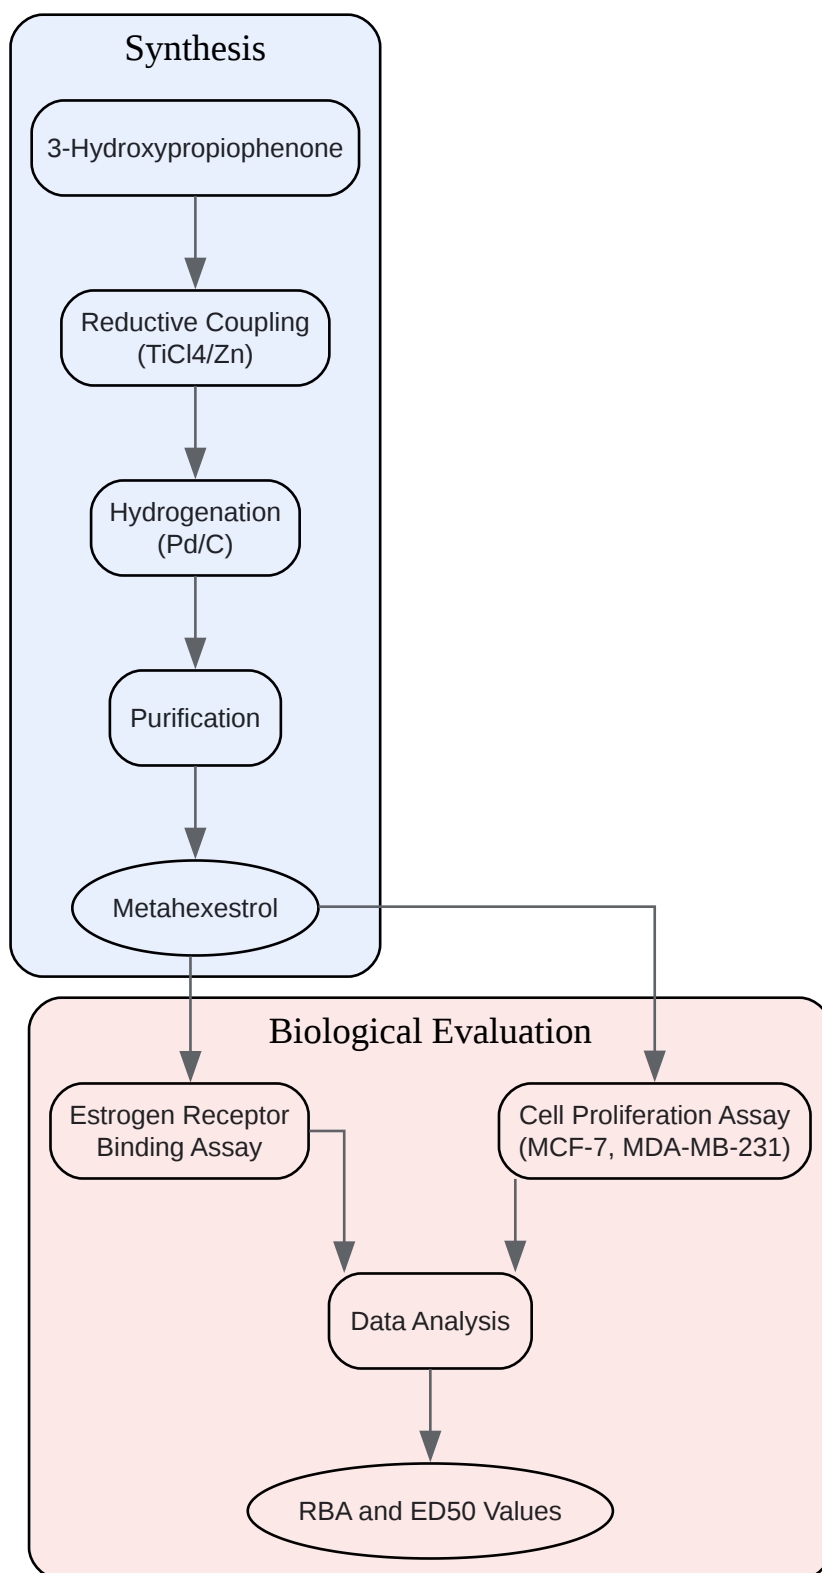 Synthesis
3-Hydroxypropiophenone
Reductive Coupling
(TiCl4/Zn)
Hydrogenation
(Pd/C)
Purification
Metahexestrol
Biological Evaluation
Estrogen Receptor
Binding Assay
Cell Proliferation Assay
(MCF-7, MDA-MB-231)
Data Analysis
RBA and ED50 Values